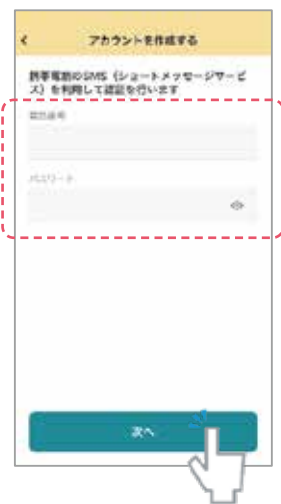 アカウントを作成する
携帯電話のSMS（ショートメッセージサービ
ス）を利用して認証を行います
電話番号
パスワード
次へ